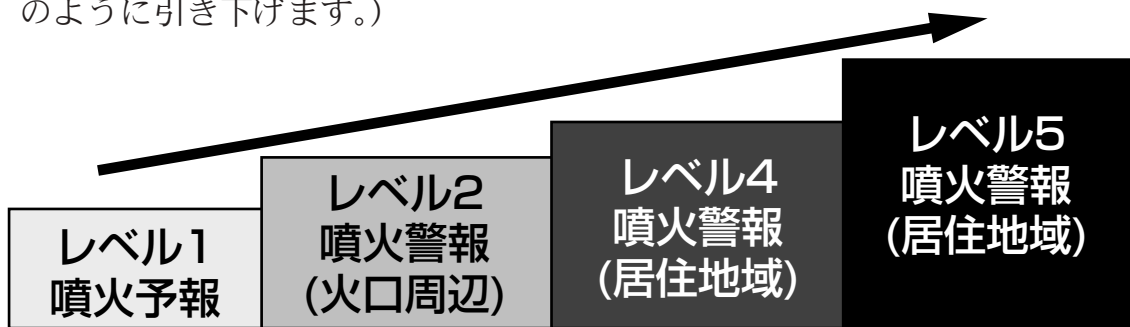 のように引き下げます。)
レベル1
噴火予報
レベル2
噴火警報
(火口周辺)
レベル4
噴火警報
(居住地域)
レベル5
噴火警報
(居住地域)